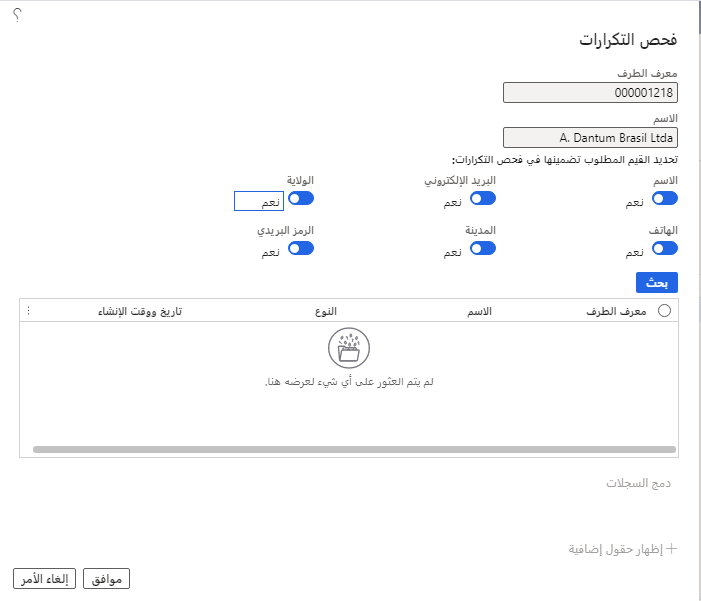 ؟
فحص التكرارات
معرف الطرف
000001218
الاسم
A. Dantum Brasil Ltda
تحديد القيم المطلوب تضمينها في فحص التكرارات:
الاسم البريد الإلكتروني الولاية
نعم نعم نعم
الهاتف المدينة الرمز البريدي
نعم نعم نعم
بحث
معرف الطرف الاسم النوع تاريخ ووقت الإنشاء
لم يتم العثور على أي شيء لعرضه هنا.
دمج السجلات
إظهار حقول إضافية
موافق إلغاء الأمر